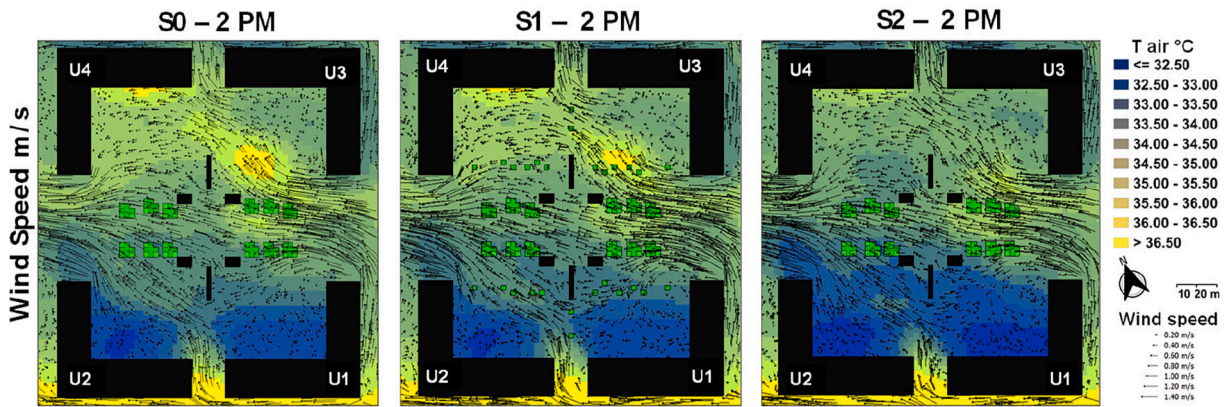 S0 – 2 PM
S1 – 2 PM
S2 – 2 PM
Wind Speed m/s
U4
U3
U2
U1
U4
U3
U2
U1
U4
U3
U2
U1
T air °C
<= 32.50
32.50 - 33.00
33.00 - 33.50
33.50 - 34.00
34.00 - 34.50
34.50 - 35.00
35.00 - 35.50
35.50 - 36.00
36.00 - 36.50
> 36.50
N
10 20 m
Wind speed
0.20 m/s
0.40 m/s
0.60 m/s
0.80 m/s
1.00 m/s
1.20 m/s
1.40 m/s